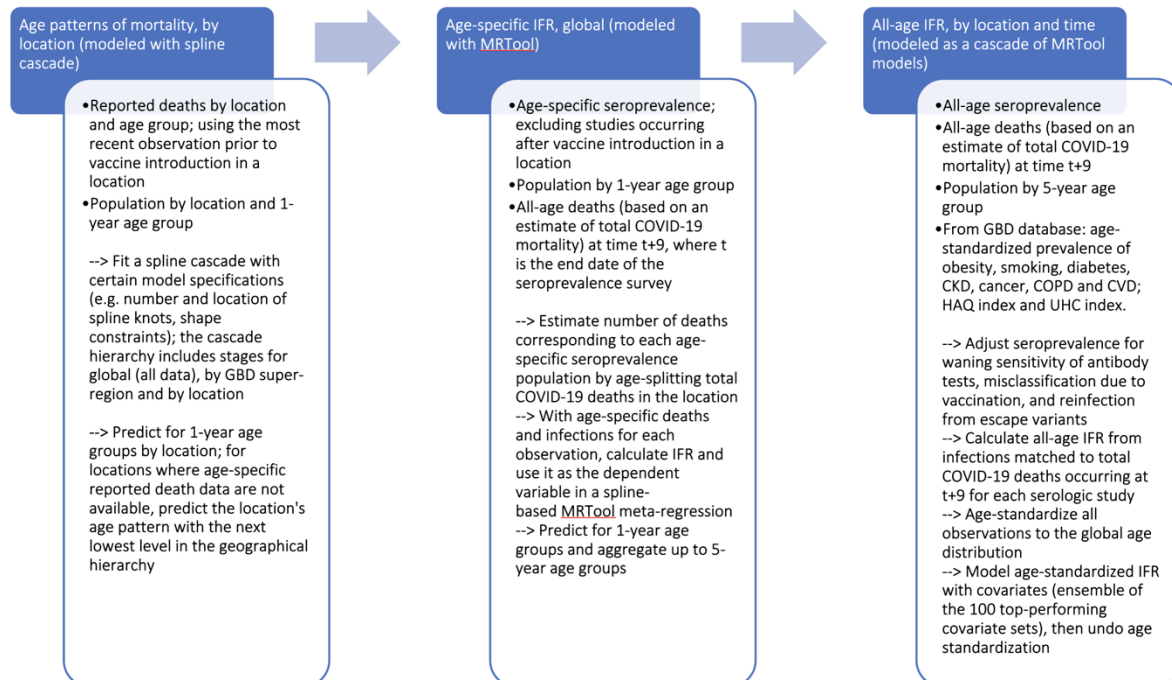 Age patterns of mortality, by
location (modeled with spline
cascade)
•Reported deaths by location
and age group; using the most
recent observation prior to
vaccine introduction in a
location
•Population by location and 1-
year age group
--> Fit a spline cascade with
certain model specifications
(e.g. number and location of
spline knots, shape
constraints); the cascade
hierarchy includes stages for
global (all data), by GBD super-
region and by location
--> Predict for 1-year age
groups by location; for
locations where age-specific
reported death data are not
available, predict the location's
age pattern with the next
lowest level in the geographical
hierarchy
Age-specific IFR, global (modeled
with MRTool)
•Age-specific seroprevalence;
excluding studies occurring
after vaccine introduction in a
location
•Population by 1-year age group
•All-age deaths (based on an
estimate of total COVID-19
mortality) at time t+9, where t
is the end date of the
seroprevalence survey
--> Estimate number of deaths
corresponding to each age-
specific seroprevalence
population by age-splitting total
COVID-19 deaths in the location
--> With age-specific deaths
and infections for each
observation, calculate IFR and
use it as the dependent
variable in a spline-
based MRTool meta-regression
--> Predict for 1-year age
groups and aggregate up to 5-
year age groups
All-age IFR, by location and time
(modeled as a cascade of MRTool
models)
•All-age seroprevalence
•All-age deaths (based on an
estimate of total COVID-19
mortality) at time t+9
•Population by 5-year age
group
•From GBD database: age-
standardized prevalence of
obesity, smoking, diabetes,
CKD, cancer, COPD and CVD;
HAQ index and UHC index.
--> Adjust seroprevalence for
waning sensitivity of antibody
tests, misclassification due to
vaccination, and reinfection
from escape variants
--> Calculate all-age IFR from
infections matched to total
COVID-19 deaths occurring at
t+9 for each serologic study
--> Age-standardize all
observations to the global age
distribution
--> Model age-standardized IFR
with covariates (ensemble of
the 100 top-performing
covariate sets), then undo age
standardization